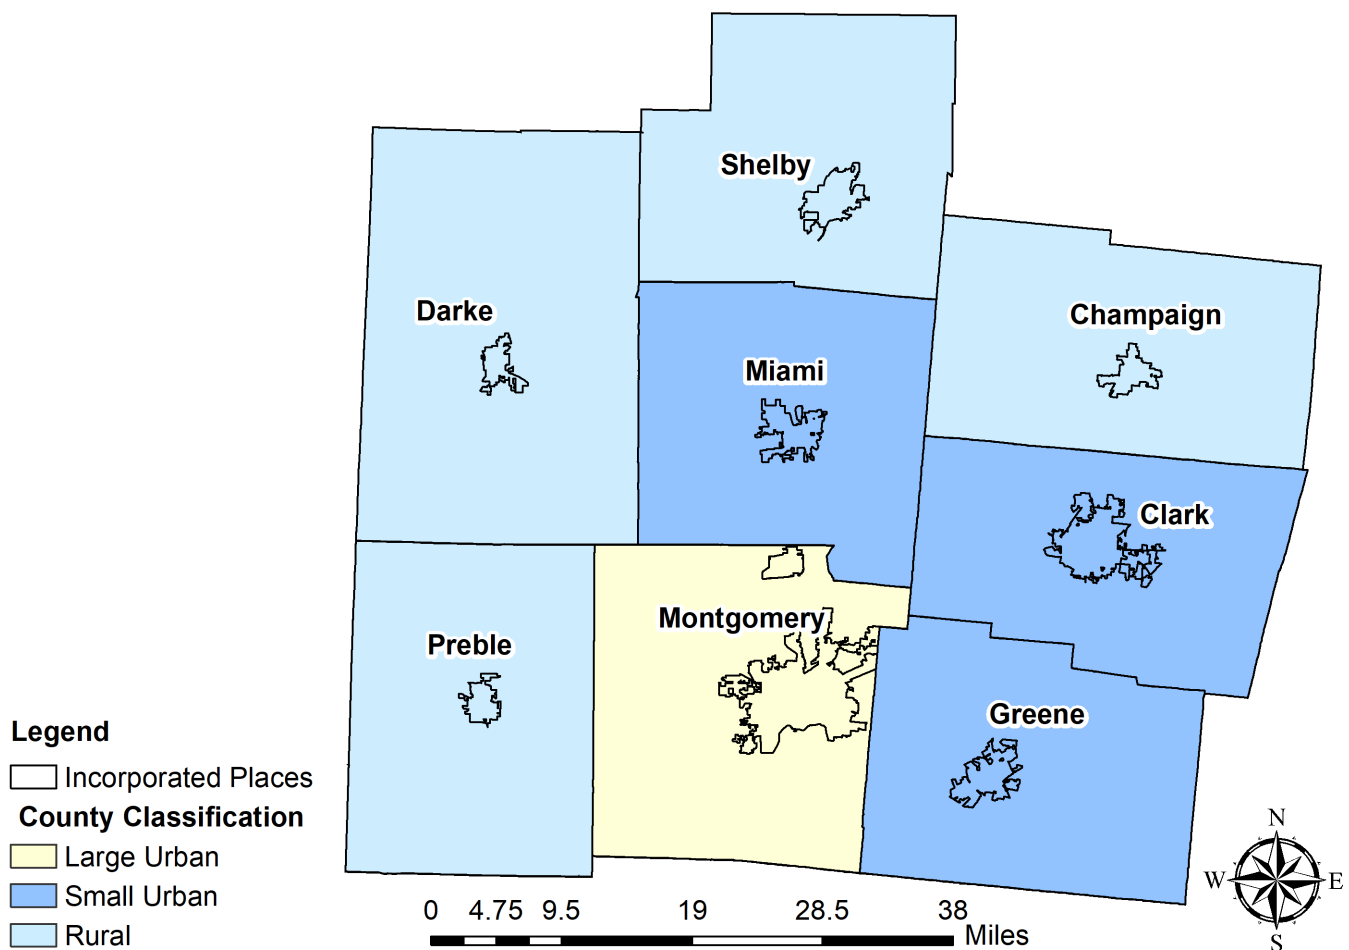 Shelby
Darke
Champaign
Miami
Clark
Montgomery
Preble
Greene
Legend
Incorporated Places
County Classification
Large Urban
Small Urban
Rural
0 4.75 9.5 19 28.5 38
Miles
N
W E
S